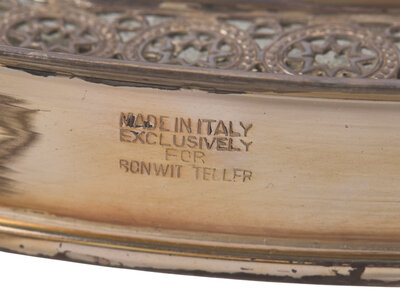 MADE IN ITALY
EXCLUSIVELY
FOR
BONWIT TELLER